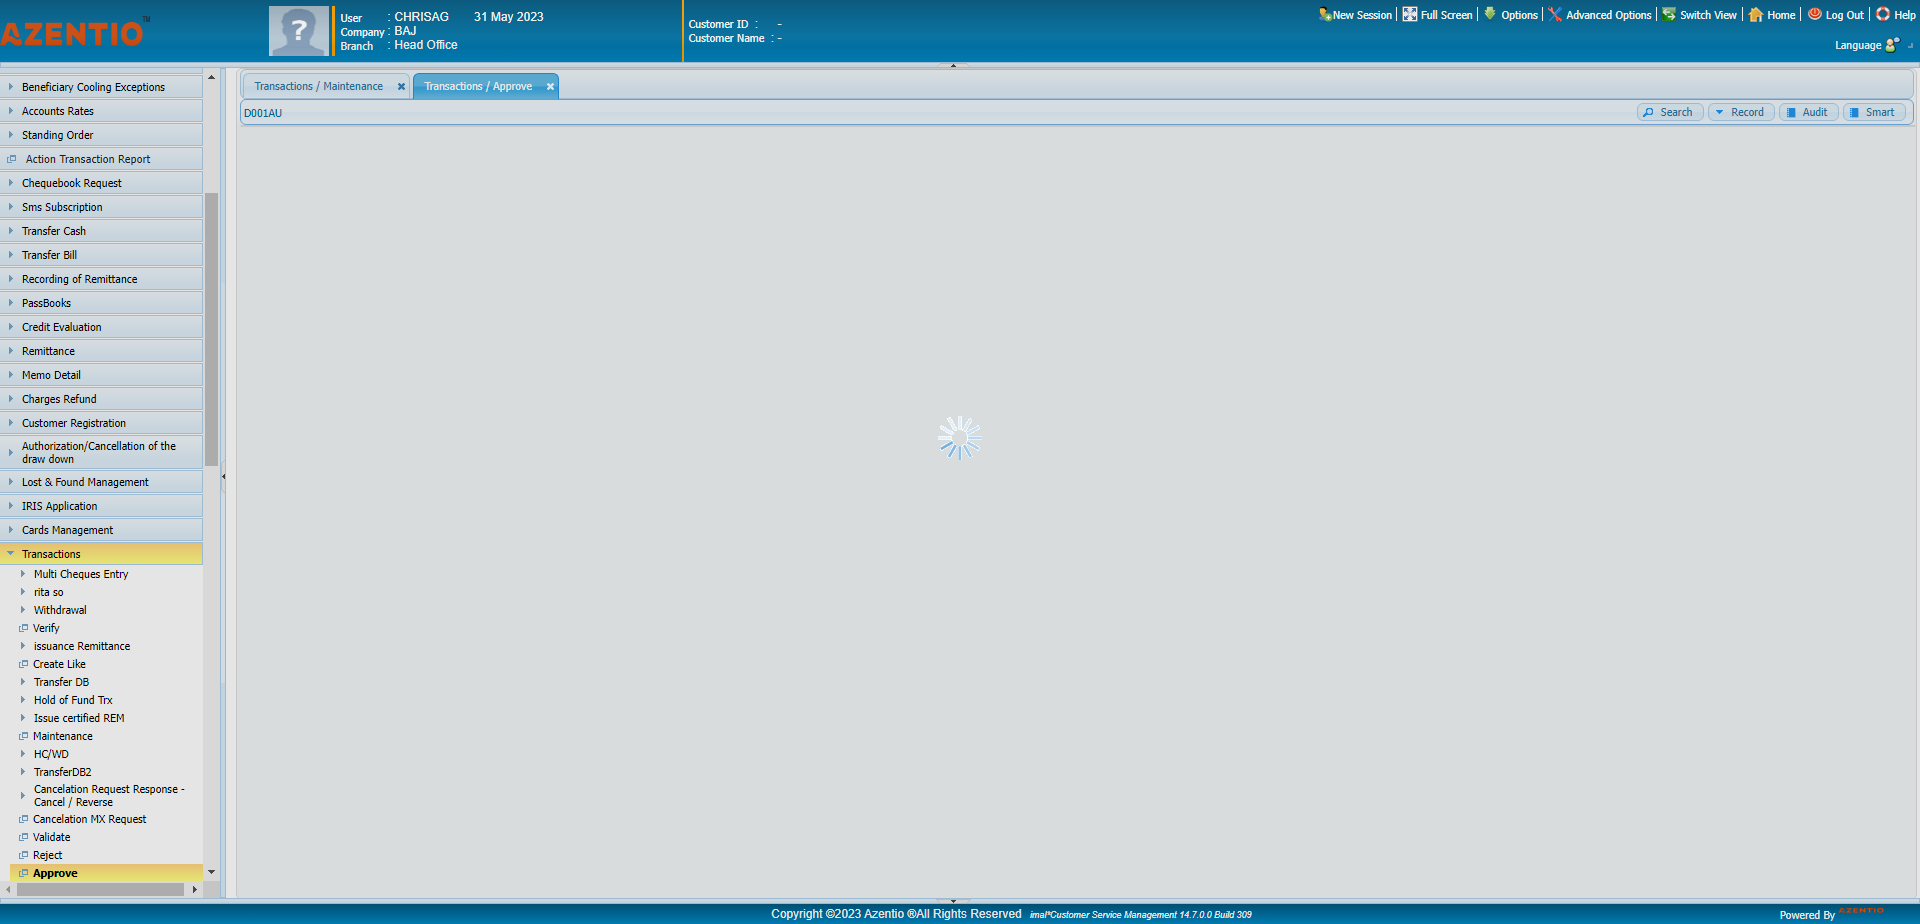 AZENTIO™
User : CHRISAG 31 May 2023
Company : BAJ
Branch : Head Office
Customer ID : -
Customer Name : -
New Session Full Screen Options Advanced Options Switch View Home Log Out Help
Language
Transactions / Maintenance Transactions / Approve
D001AU
Search Record Audit Smart
Beneficiary Cooling Exceptions
Accounts Rates
Standing Order
Action Transaction Report
Chequebook Request
Sms Subscription
Transfer Cash
Transfer Bill
Recording of Remittance
PassBooks
Credit Evaluation
Remittance
Memo Detail
Charges Refund
Customer Registration
Authorization/Cancellation of the
draw down
Lost & Found Management
IRIS Application
Cards Management
Transactions
Multi Cheques Entry
rita so
Withdrawal
Verify
issuance Remittance
Create Like
Transfer DB
Hold of Fund Trx
Issue certified REM
Maintenance
HC/WD
TransferDB2
Cancelation Request Response -
Cancel / Reverse
Cancelation MX Request
Validate
Reject
Approve
Copyright ©2023 Azentio ®All Rights Reserved imal*Customer Service Management 14.7.0.0 Build 309
Powered By AZENTIO